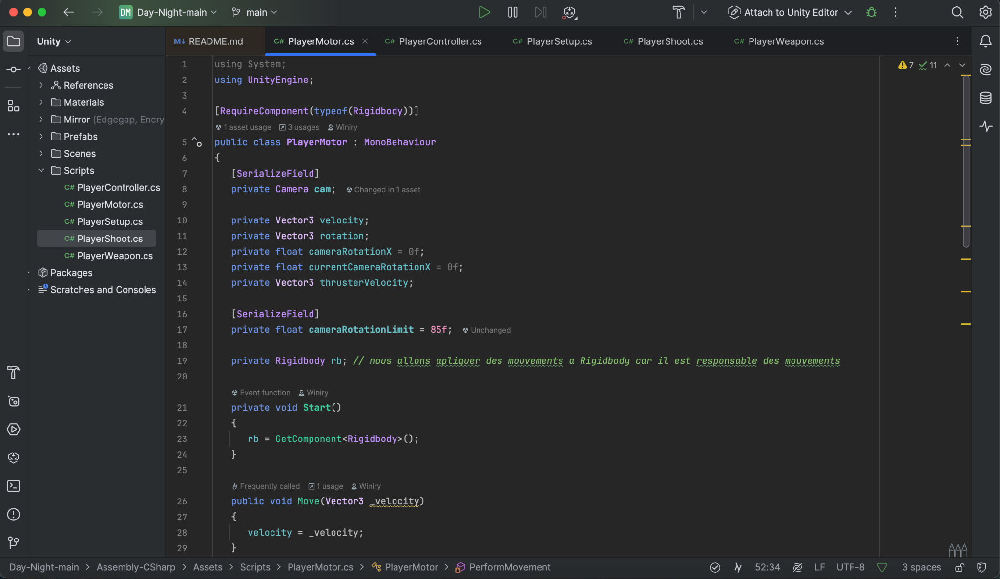 DM Day-Night-main main Attach to Unity Editor
Unity
M↓ README.md C# PlayerMotor.cs C# PlayerController.cs C# PlayerSetup.cs C# PlayerShoot.cs C# PlayerWeapon.cs
Assets
References
Materials
Mirror (Edgegap, Encry
Prefabs
Scenes
Scripts
C# PlayerController.cs
C# PlayerMotor.cs
C# PlayerSetup.cs
C# PlayerShoot.cs
C# PlayerWeapon.cs
Packages
Scratches and Consoles
7 11
1 using System;
2 using UnityEngine;
3
4 [RequireComponent(typeof(Rigidbody))]
1 asset usage 3 usages Winiry
5 public class PlayerMotor : MonoBehaviour
6 {
7 [SerializeField]
8 private Camera cam; Changed in 1 asset
9
10 private Vector3 velocity;
11 private Vector3 rotation;
12 private float cameraRotationX = 0f;
13 private float currentCameraRotationX = 0f;
14 private Vector3 thrusterVelocity;
15
16 [SerializeField]
17 private float cameraRotationLimit = 85f; Unchanged
18
19 private Rigidbody rb; // nous allons apliquer des mouvements a Rigidbody car il est responsable des mouvements
20
Event function Winiry
21 private void Start()
22 {
23 rb = GetComponent<Rigidbody>();
24 }
25
Frequently called 1 usage Winiry
26 public void Move(Vector3 _velocity)
27 {
28 velocity = _velocity;
29 }
Day-Night-main > Assembly-CSharp > Assets > Scripts > PlayerMotor.cs > PlayerMotor > PerformMovement 52:34 LF UTF-8 3 spaces